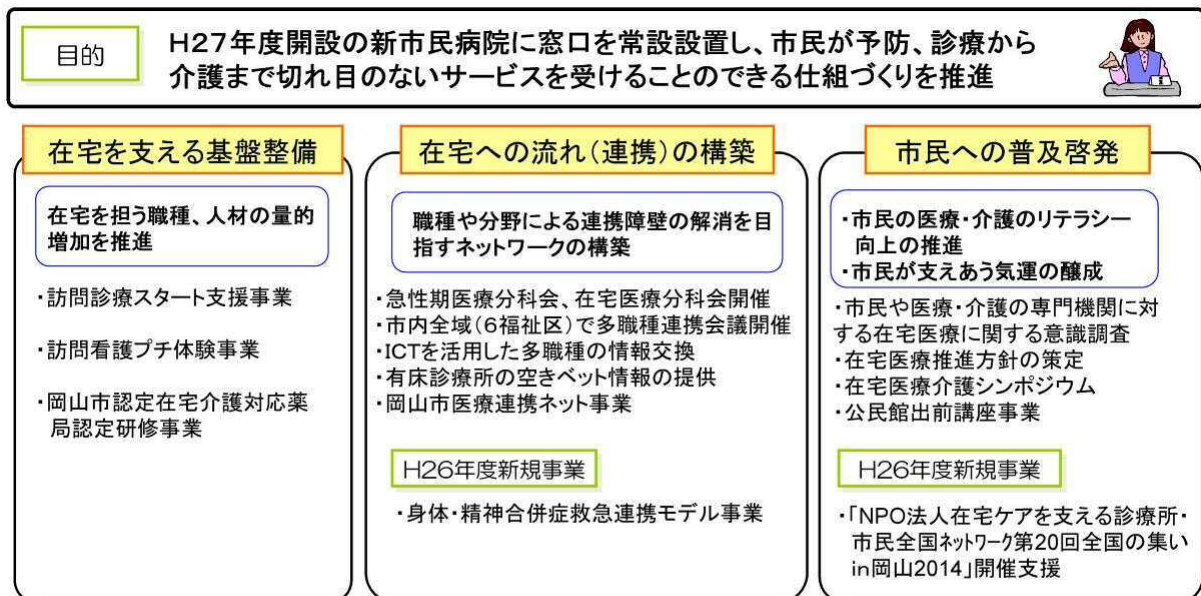 目的
H27年度開設の新市民病院に窓口を常設設置し、市民が予防、診療から
介護まで切れ目のないサービスを受けることのできる仕組づくりを推進
在宅を支える基盤整備
在宅を担う職種、人材の量的
増加を推進
・訪問診療スタート支援事業
・訪問看護プチ体験事業
・岡山市認定在宅介護対応薬
局認定研修事業
在宅への流れ(連携)の構築
職種や分野による連携障壁の解消を目
指すネットワークの構築
・急性期医療分科会、在宅医療分科会開催
・市内全域(6福祉区)で多職種連携会議開催
・ICTを活用した多職種の情報交換
・有床診療所の空きベット情報の提供
・岡山市医療連携ネット事業
H26年度新規事業
・身体・精神合併症救急連携モデル事業
市民への普及啓発
・市民の医療・介護のリテラシー
向上の推進
・市民が支えあう気運の醸成
・市民や医療・介護の専門機関に対
する在宅医療に関する意識調査
・在宅医療推進方針の策定
・在宅医療介護シンポジウム
・公民館出前講座事業
H26年度新規事業
・「NPO法人在宅ケアを支える診療所・
市民全国ネットワーク第20回全国の集い
in岡山2014」開催支援